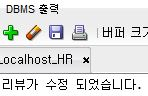 DBMS 출력
버퍼 크기
Localhost_HR ×
리뷰가 수정 되었습니다.